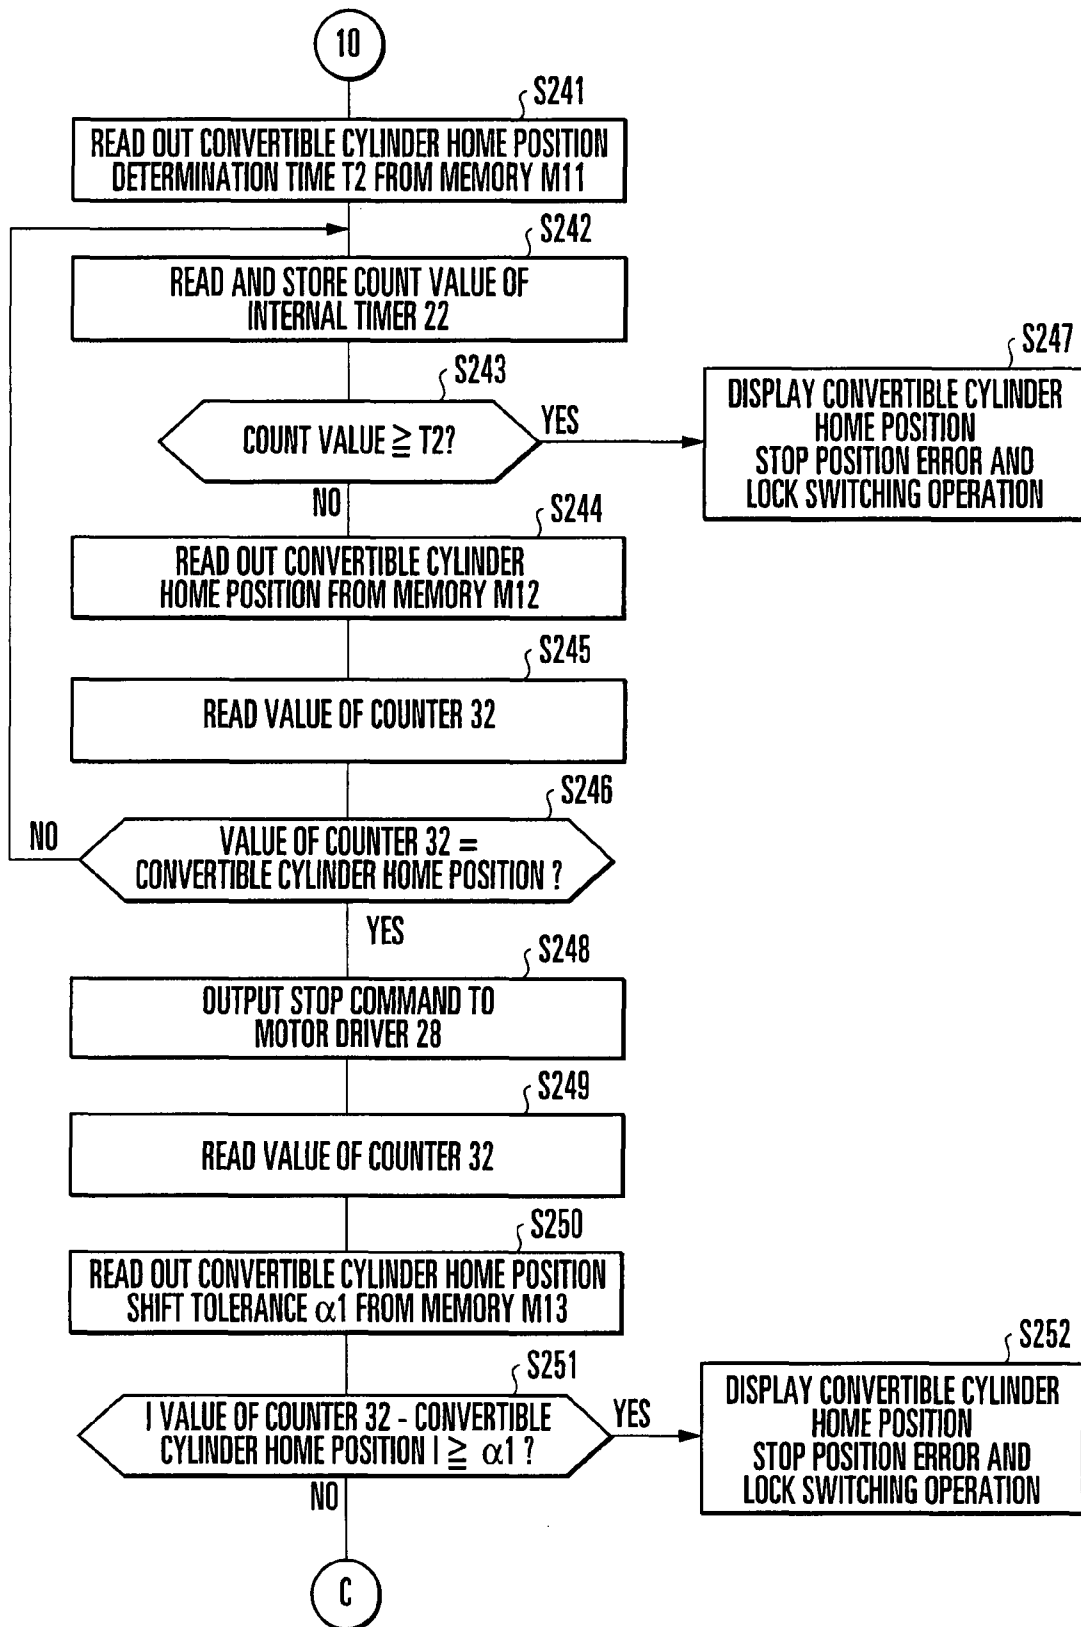 10
S241
READ OUT CONVERTIBLE CYLINDER HOME POSITION
DETERMINATION TIME T2 FROM MEMORY M11
S242
READ AND STORE COUNT VALUE OF
INTERNAL TIMER 22
S243
COUNT VALUE ≧ T2?
YES
S247
DISPLAY CONVERTIBLE CYLINDER
HOME POSITION
STOP POSITION ERROR AND
LOCK SWITCHING OPERATION
NO
S244
READ OUT CONVERTIBLE CYLINDER
HOME POSITION FROM MEMORY M12
S245
READ VALUE OF COUNTER 32
S246
NO
VALUE OF COUNTER 32 =
CONVERTIBLE CYLINDER HOME POSITION ?
YES
S248
OUTPUT STOP COMMAND TO
MOTOR DRIVER 28
S249
READ VALUE OF COUNTER 32
S250
READ OUT CONVERTIBLE CYLINDER HOME POSITION
SHIFT TOLERANCE α1 FROM MEMORY M13
S251
| VALUE OF COUNTER 32 - CONVERTIBLE
CYLINDER HOME POSITION | ≧ α1 ?
YES
S252
DISPLAY CONVERTIBLE CYLINDER
HOME POSITION
STOP POSITION ERROR AND
LOCK SWITCHING OPERATION
NO
C